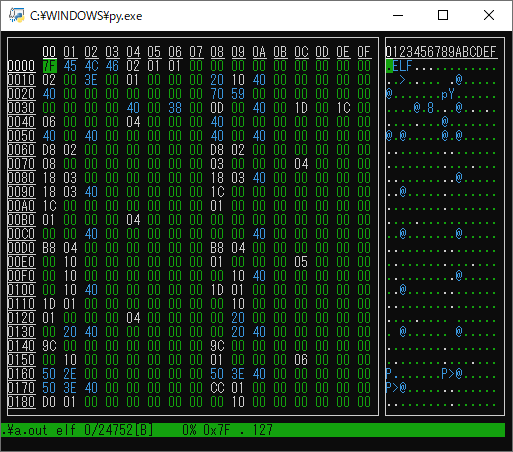 C:¥WINDOWS¥py.exe
00 01 02 03 04 05 06 07 08 09 0A 0B 0C 0D 0E 0F 0123456789ABCDEF
0000 7F 45 4C 46 02 01 01 00 00 00 00 00 00 00 00 00 .ELF............
0010 02 00 3E 00 01 00 00 00 20 10 40 00 00 00 00 00 ..>..... .@.....
0020 40 00 00 00 00 00 00 00 70 59 00 00 00 00 00 00 @.......pY......
0030 00 00 00 00 40 00 38 00 0D 00 40 00 1D 00 1C 00 ....@.8...@.....
0040 06 00 00 00 04 00 00 00 40 00 00 00 00 00 00 00 ........@.......
0050 40 00 40 00 00 00 00 00 40 00 40 00 00 00 00 00 @.@.....@.@.....
0060 D8 02 00 00 00 00 00 00 D8 02 00 00 00 00 00 00 ................
0070 08 00 00 00 00 00 00 00 03 00 00 00 04 00 00 00 ................
0080 18 03 00 00 00 00 00 00 18 03 40 00 00 00 00 00 ..........@.....
0090 18 03 40 00 00 00 00 00 1C 00 00 00 00 00 00 00 ..@.............
00A0 1C 00 00 00 00 00 00 00 01 00 00 00 00 00 00 00 ................
00B0 01 00 00 00 04 00 00 00 00 00 00 00 00 00 00 00 ................
00C0 00 00 40 00 00 00 00 00 00 00 40 00 00 00 00 00 ..@.......@.....
00D0 B8 04 00 00 00 00 00 00 B8 04 00 00 00 00 00 00 ................
00E0 00 10 00 00 00 00 00 00 01 00 00 00 05 00 00 00 ................
00F0 00 10 00 00 00 00 00 00 00 10 40 00 00 00 00 00 ..........@.....
0100 00 10 40 00 00 00 00 00 1D 01 00 00 00 00 00 00 ..@.............
0110 1D 01 00 00 00 00 00 00 00 10 00 00 00 00 00 00 ................
0120 01 00 00 00 04 00 00 00 00 20 00 00 00 00 00 00 ......... ......
0130 00 20 40 00 00 00 00 00 00 20 40 00 00 00 00 00 . @...... @.....
0140 9C 00 00 00 00 00 00 00 9C 00 00 00 00 00 00 00 ................
0150 00 10 00 00 00 00 00 00 01 00 00 00 06 00 00 00 ................
0160 50 2E 00 00 00 00 00 00 50 3E 40 00 00 00 00 00 P.......P>@.....
0170 50 3E 40 00 00 00 00 00 CC 01 00 00 00 00 00 00 P>@.............
0180 D0 01 00 00 00 00 00 00 00 10 00 00 00 00 00 00 ................
.¥a.out elf 0/24752[B] 0% 0x7F . 127